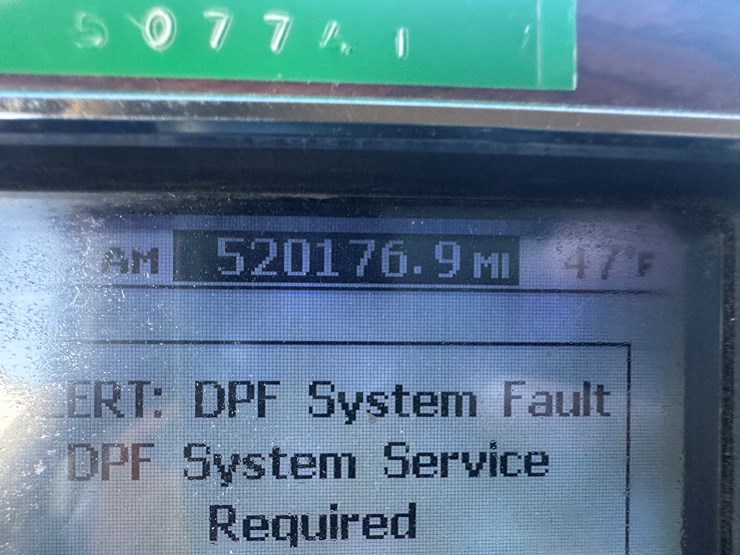 507741
AM 520176.9 MI 47°F
ERT: DPF System Fault
DPF System Service
Required